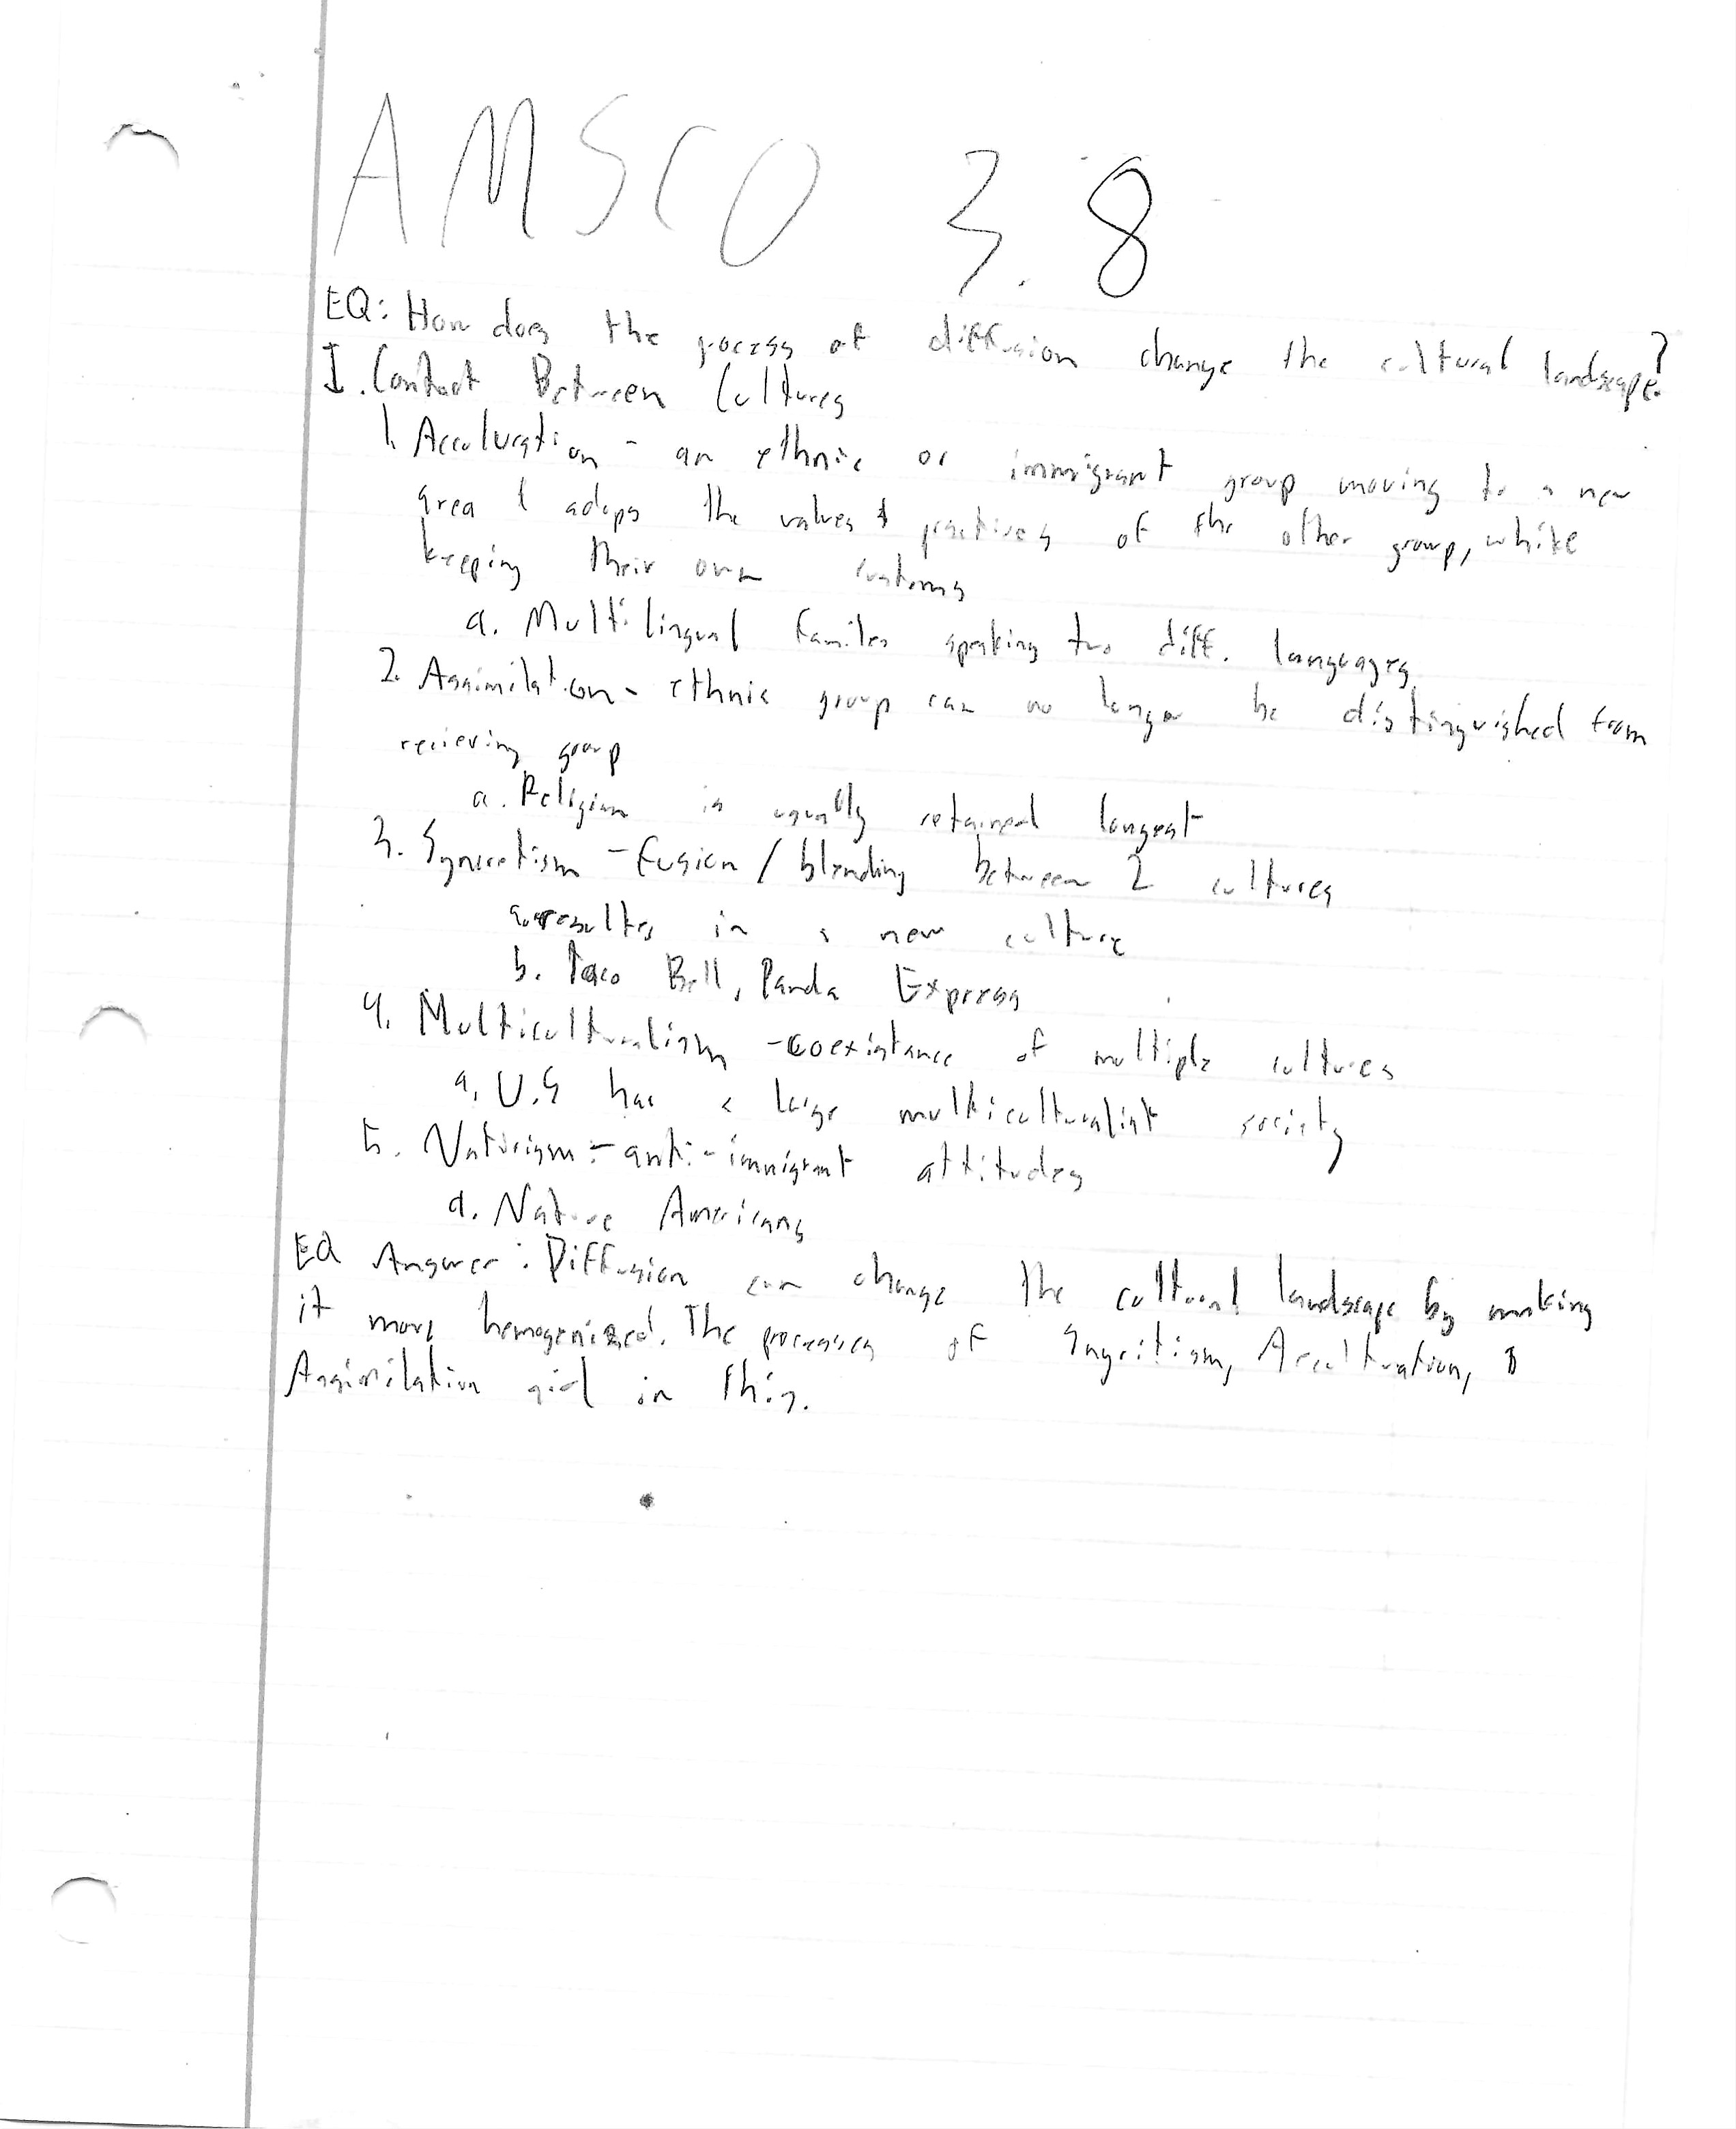 AMSCO 3.8
EQ: How does the process of diffusion change the cultural landscape?
I. Contact Between Cultures
1. Acculuration - an ethnic or immigrant group moving to a new
area & adops the values & practices of the other group, while
keeping their own customs
a. Multilingual familes speaking two diff. languages
2. Assimilation - ethnic group can no longer be distinguished from
recieving group
a. Religion is usually retained longest
3. Syncretism - fusion / blending between 2 cultures
a. results in a new culture
b. Taco Bell, Panda Express
4. Multiculturalism - coexistance of multiple cultures
a. U.S has a large multiculturalist society
5. Nativism - anti-immigrant attitudes
a. Native Americans
EQ Answer: Diffusion can change the cultural landscape by making
it more homogenized. The processes of Sycritism, Acculturation, &
Assimilation aid in this.